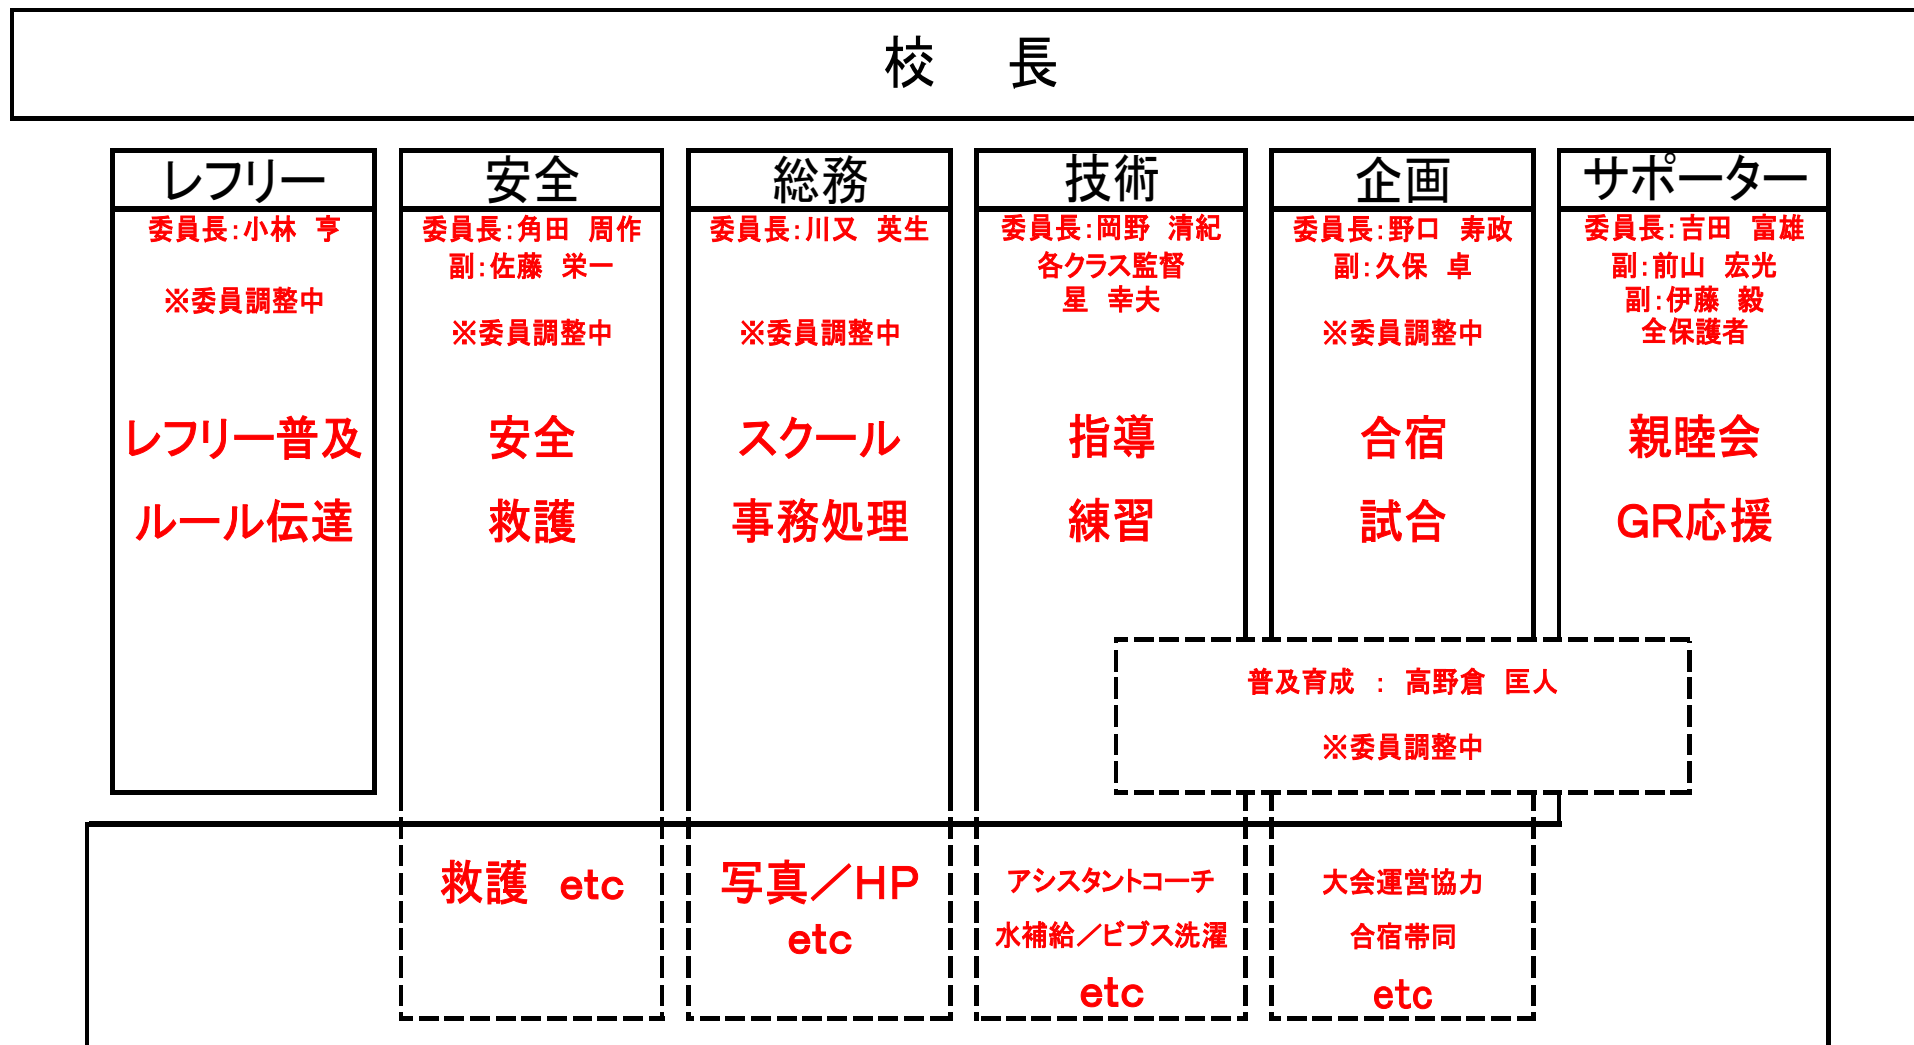 校　長
レフリー
委員長：小林　亨
※委員調整中
レフリー普及
ルール伝達
安全
委員長：角田　周作
副：佐藤　栄一
※委員調整中
安全
救護
総務
委員長：川又　英生
※委員調整中
スクール
事務処理
技術
委員長：岡野　清紀
各クラス監督
星　幸夫
指導
練習
企画
委員長：野口　寿政
副：久保　卓
※委員調整中
合宿
試合
サポーター
委員長：吉田　富雄
副：前山　宏光
副：伊藤　毅
全保護者
親睦会
GR応援
普及育成　：　高野倉　匡人
※委員調整中
救護　etc
写真／HP
etc
アシスタントコーチ
水補給／ビブス洗濯
etc
大会運営協力
合宿帯同
etc